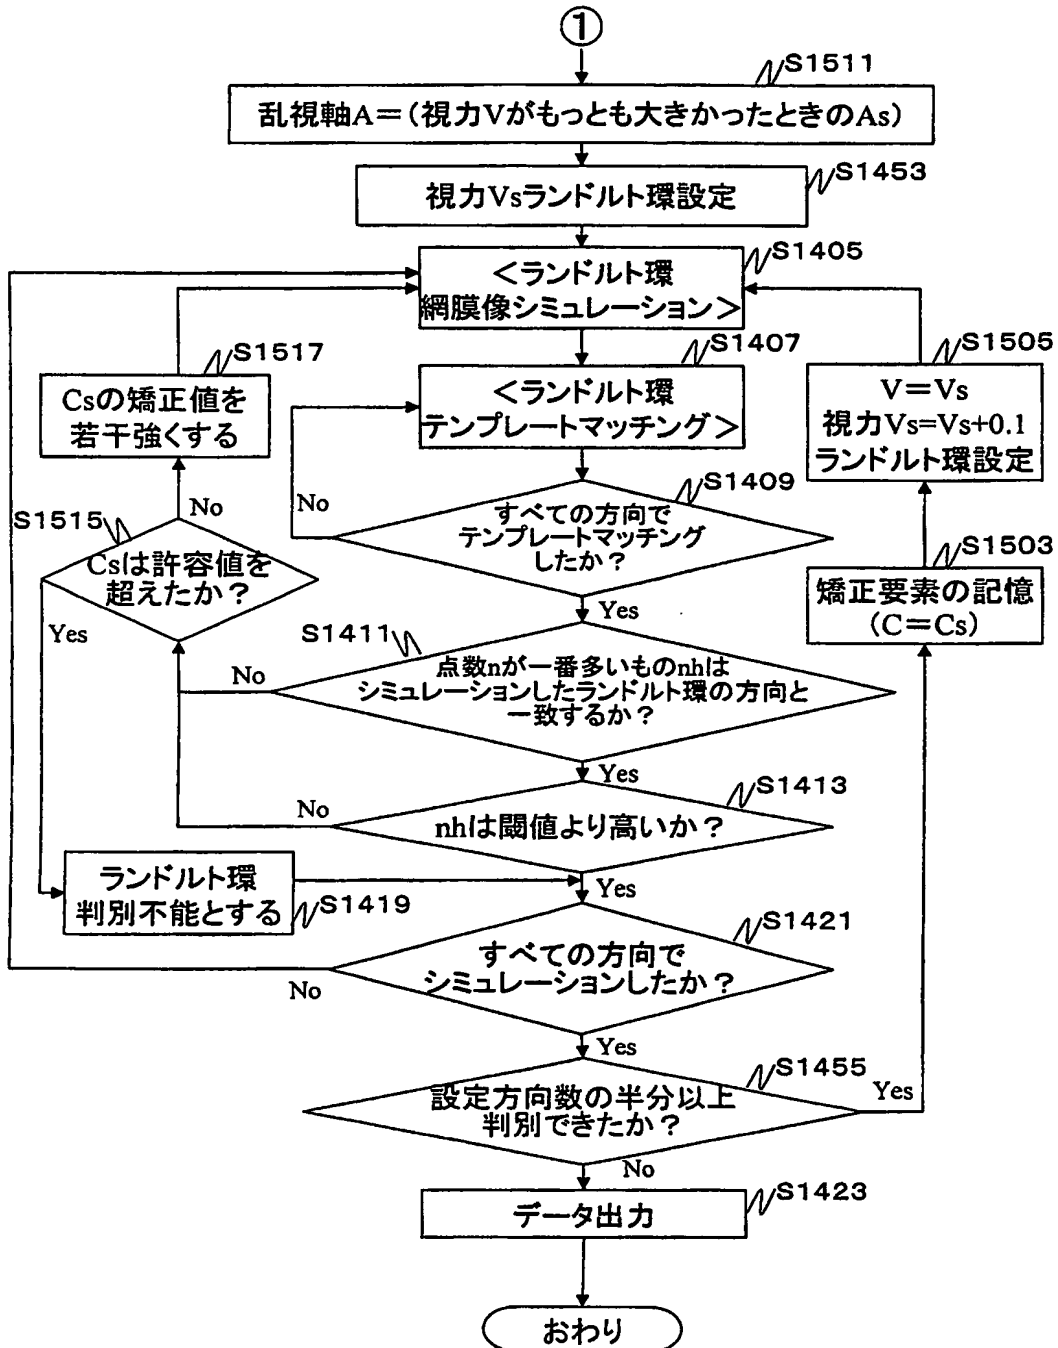 ①
S1511
乱視軸A=(視力Vがもっとも大きかったときのAs)
S1453
視力Vsランドルト環設定
S1405
<ランドルト環
網膜像シミュレーション>
S1517
Csの矯正値を
若干強くする
S1407
<ランドルト環
テンプレートマッチング>
S1505
V=Vs
視力Vs=Vs+0.1
ランドルト環設定
S1409
すべての方向で
テンプレートマッチング
したか?
No
Yes
S1515
Csは許容値を
超えたか?
No
Yes
S1503
矯正要素の記憶
(C=Cs)
S1411
点数nが一番多いものnhは
シミュレーションしたランドルト環の方向と
一致するか?
No
Yes
S1413
nhは閾値より高いか?
No
Yes
ランドルト環
判別不能とする
S1419
S1421
すべての方向で
シミュレーションしたか?
No
Yes
S1455
設定方向数の半分以上
判別できたか?
Yes
No
S1423
データ出力
おわり